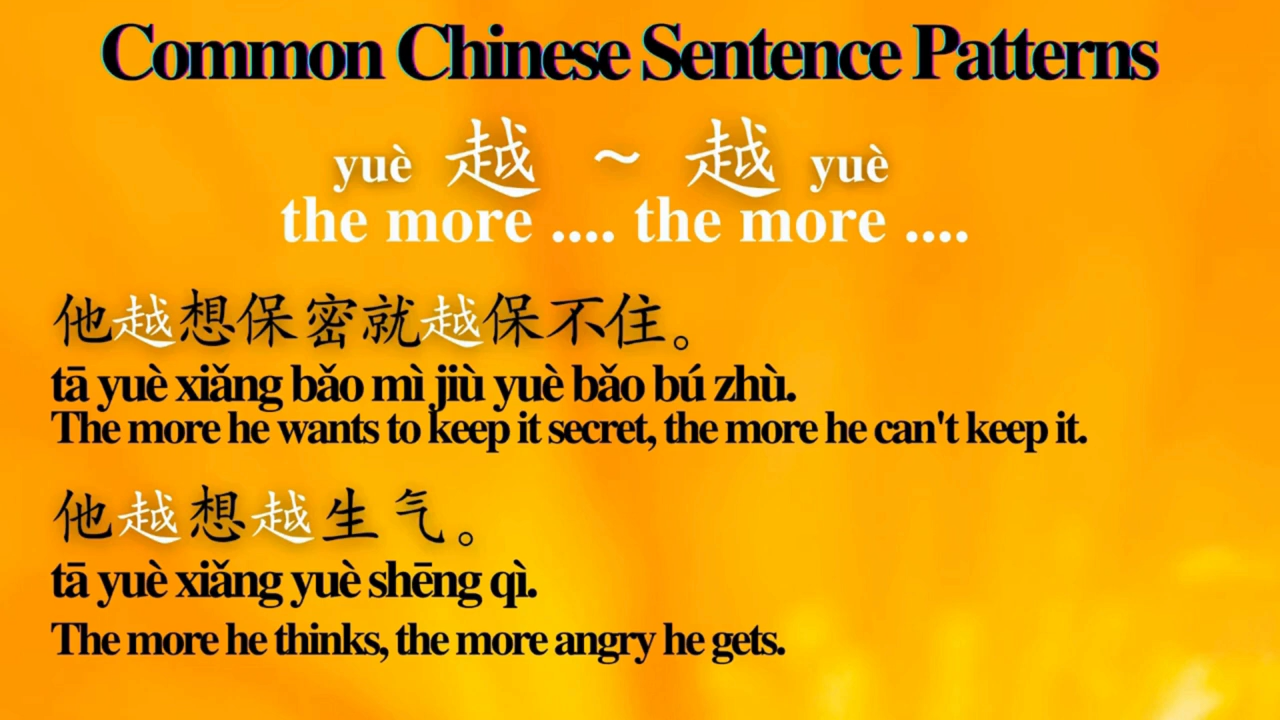 Common Chinese Sentence Patterns
yuè 越 ~ 越 yuè
the more .... the more ....
他越想保密就越保不住。
tā yuè xiǎng bǎo mì jiù yuè bǎo bú zhù.
The more he wants to keep it secret, the more he can't keep it.
他越想越生气。
tā yuè xiǎng yuè shēng qì.
The more he thinks, the more angry he gets.